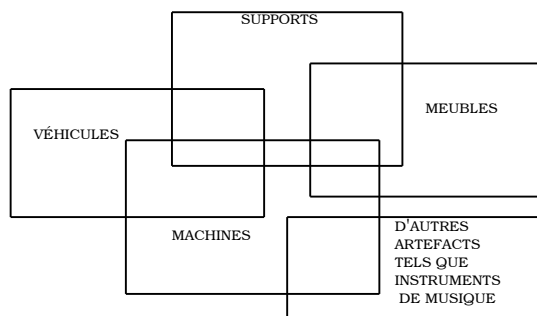 SUPPORTS
MEUBLES
VÉHICULES
MACHINES
D'AUTRES
ARTEFACTS
TELS QUE
INSTRUMENTS
DE MUSIQUE